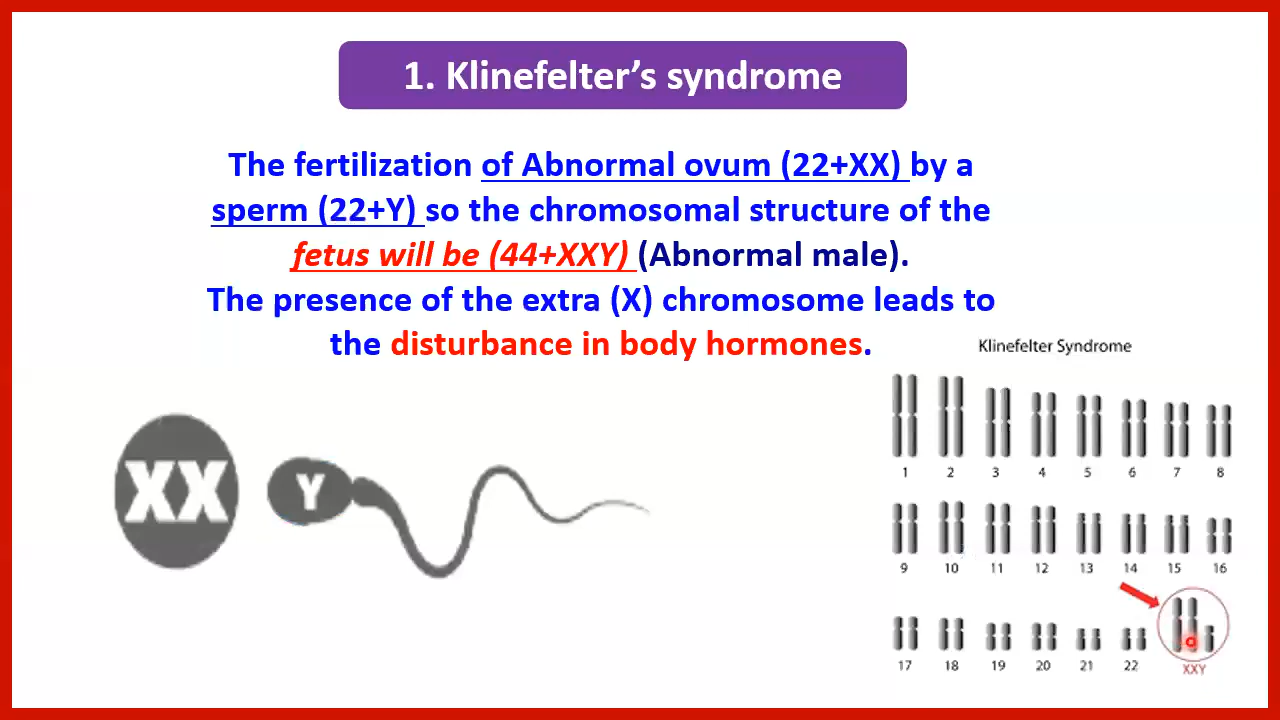 1. Klinefelter’s syndrome
The fertilization of Abnormal ovum (22+XX) by a
sperm (22+Y) so the chromosomal structure of the
fetus will be (44+XXY) (Abnormal male).
The presence of the extra (X) chromosome leads to
the disturbance in body hormones.
Klinefelter Syndrome
1 2 3 4 5 6 7 8
XX Y
9 10 11 12 13 14 15 16
17 18 19 20 21 22
XXY